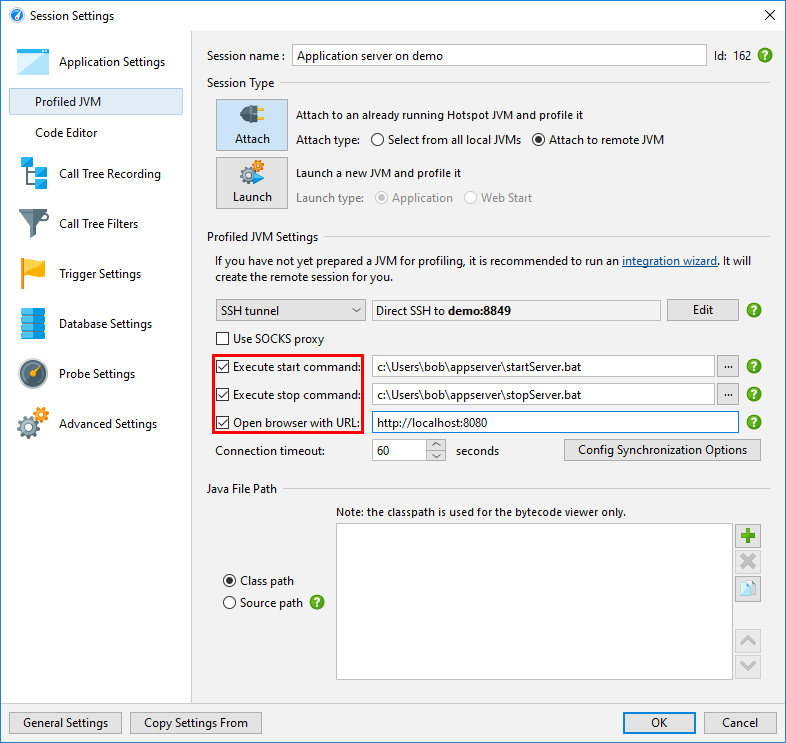 Session Settings
Application Settings
Profiled JVM
Code Editor
Call Tree Recording
Call Tree Filters
Trigger Settings
Database Settings
Probe Settings
Advanced Settings
Session name : Application server on demo Id: 162 ?
Session Type
Attach
Attach to an already running Hotspot JVM and profile it
Attach type: Select from all local JVMs Attach to remote JVM
Launch
Launch a new JVM and profile it
Launch type: Application Web Start
Profiled JVM Settings
If you have not yet prepared a JVM for profiling, it is recommended to run an integration wizard. It will
create the remote session for you.
SSH tunnel Direct SSH to demo:8849 Edit ?
Use SOCKS proxy
Execute start command: c:\Users\bob\appserver\startServer.bat ... ?
Execute stop command: c:\Users\bob\appserver\stopServer.bat ... ?
Open browser with URL: http://localhost:8080 ?
Connection timeout: 60 seconds Config Synchronization Options
Java File Path
Note: the classpath is used for the bytecode viewer only.
Class path
Source path ?
General Settings Copy Settings From OK Cancel